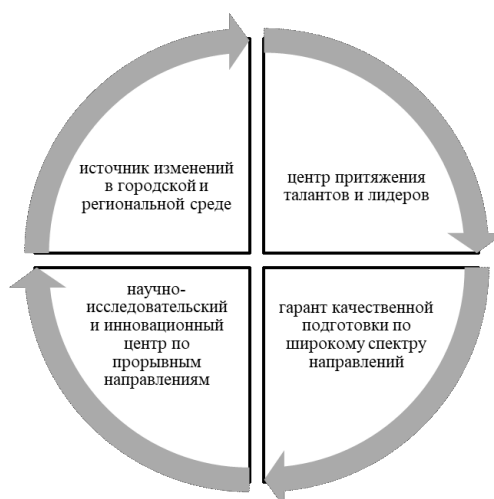 источник изменений
в городской и
региональной среде
центр притяжения
талантов и лидеров
научно-
исследовательский
и инновационный
центр по
прорывным
направлениям
гарант качественной
подготовки по
широкому спектру
направлений